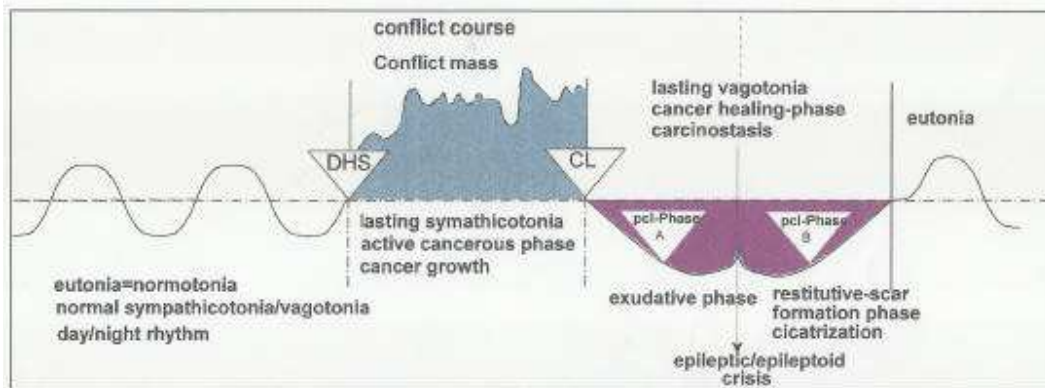 conflict course
Conflict mass
lasting vagotonia
cancer healing-phase
carcinostasis
eutonia
DHS
CL
pcl-Phase
A
pcl-Phase
B
lasting symathicotonia
active cancerous phase
cancer growth
eutonia=normotonia
normal sympathicotonia/vagotonia
day/night rhythm
exudative phase
restitutive-scar
formation phase
cicatrization
epileptic/epileptoid
crisis